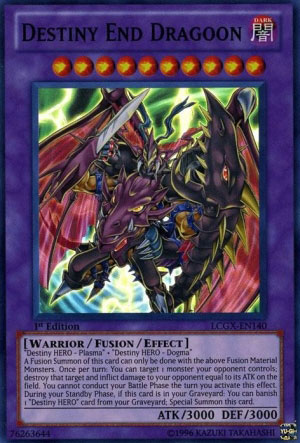 DESTINY END DRAGOON
DARK
闇
1st Edition
LCGX-EN140
[WARRIOR / FUSION / EFFECT]
"Destiny HERO - Plasma" + "Destiny HERO - Dogma"
A Fusion Summon of this card can only be done with the above Fusion Material
Monsters. Once per turn: You can target 1 monster your opponent controls;
destroy that target and inflict damage to your opponent equal to its ATK on the
field. You cannot conduct your Battle Phase the turn you activate this effect.
During your Standby Phase, if this card is in your Graveyard: You can banish
1 "Destiny HERO" card from your Graveyard; Special Summon this card.
ATK/3000 DEF/3000
76263644
©1996 KAZUKI TAKAHASHI